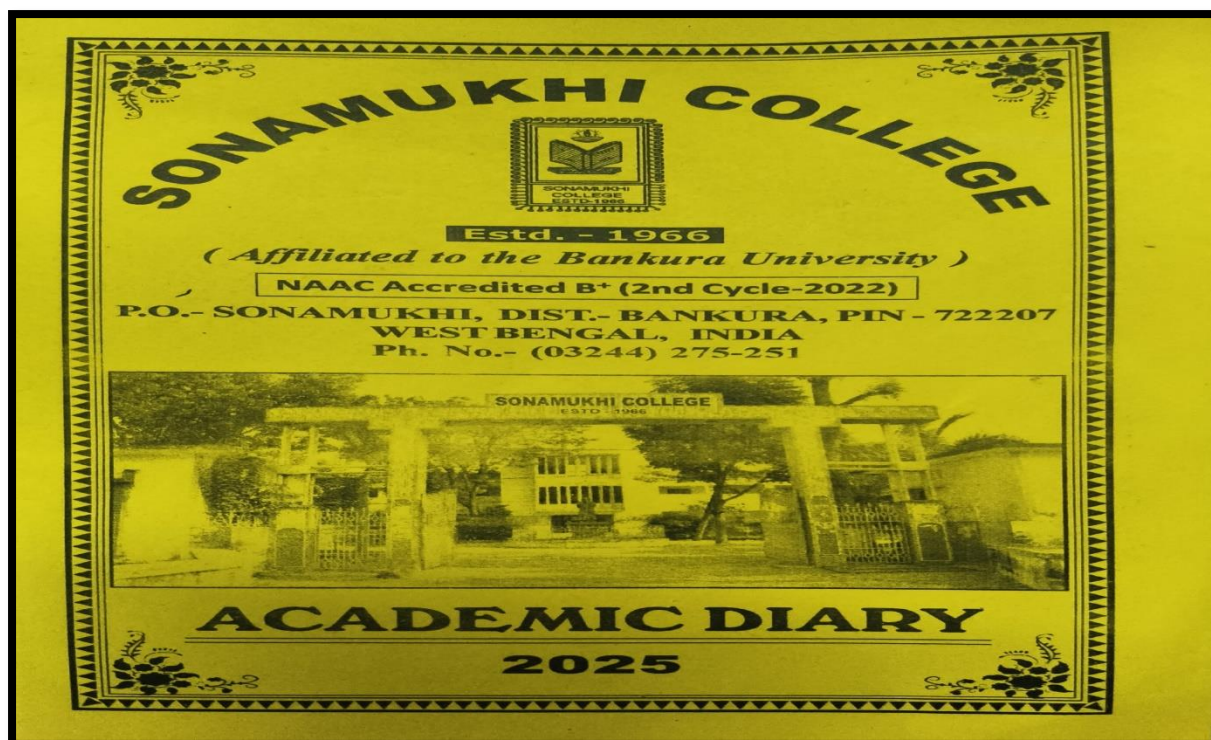 SONAMUKHI COLLEGE
SONAMUKHI
COLLEGE
ESTD-1966
Estd. - 1966
( Affiliated to the Bankura University )
NAAC Accredited B⁺ (2nd Cycle-2022)
P.O.- SONAMUKHI, DIST.- BANKURA, PIN - 722207
WEST BENGAL, INDIA
Ph. No.- (03244) 275-251
SONAMUKHI COLLEGE
ESTD - 1966
ACADEMIC DIARY
2025